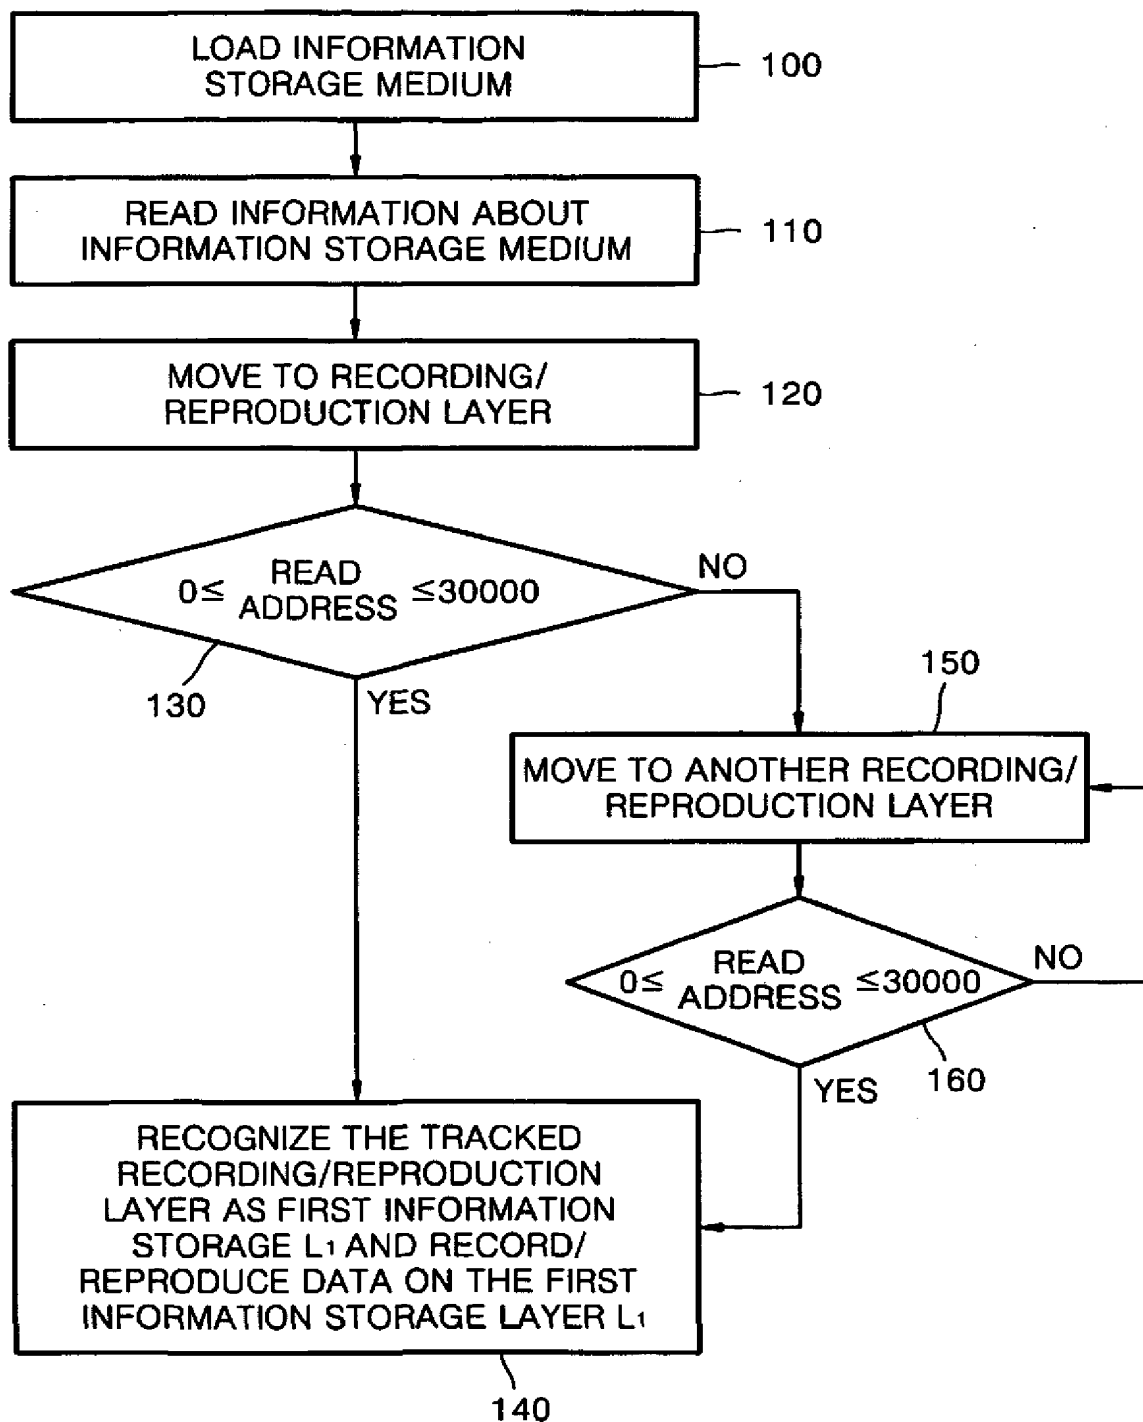 LOAD INFORMATION
STORAGE MEDIUM
100
READ INFORMATION ABOUT
INFORMATION STORAGE MEDIUM
110
MOVE TO RECORDING/
REPRODUCTION LAYER
120
0≤ READ ADDRESS ≤30000
NO
130
YES
150
MOVE TO ANOTHER RECORDING/
REPRODUCTION LAYER
0≤ READ ADDRESS ≤30000
NO
160
YES
RECOGNIZE THE TRACKED
RECORDING/REPRODUCTION
LAYER AS FIRST INFORMATION
STORAGE L1 AND RECORD/
REPRODUCE DATA ON THE FIRST
INFORMATION STORAGE LAYER L1
140